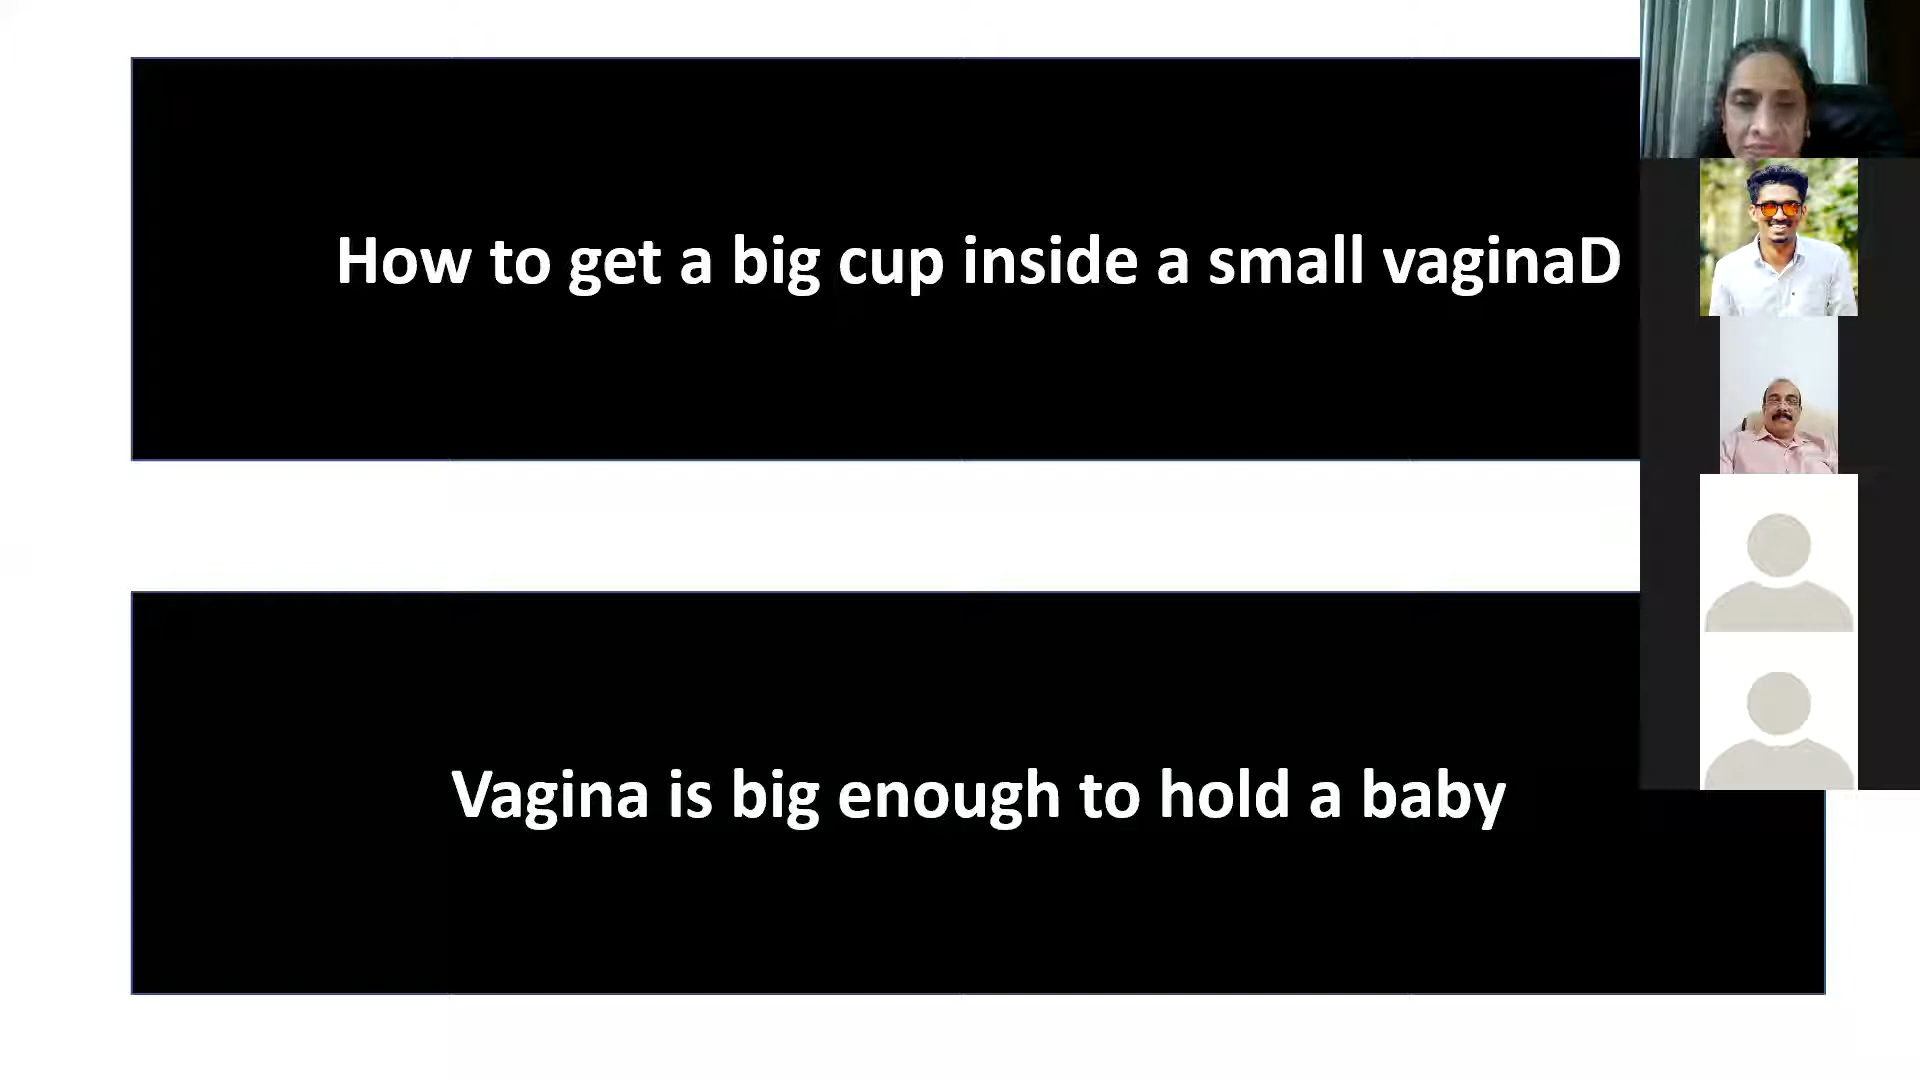 How to get a big cup inside a small vaginaD
Vagina is big enough to hold a baby